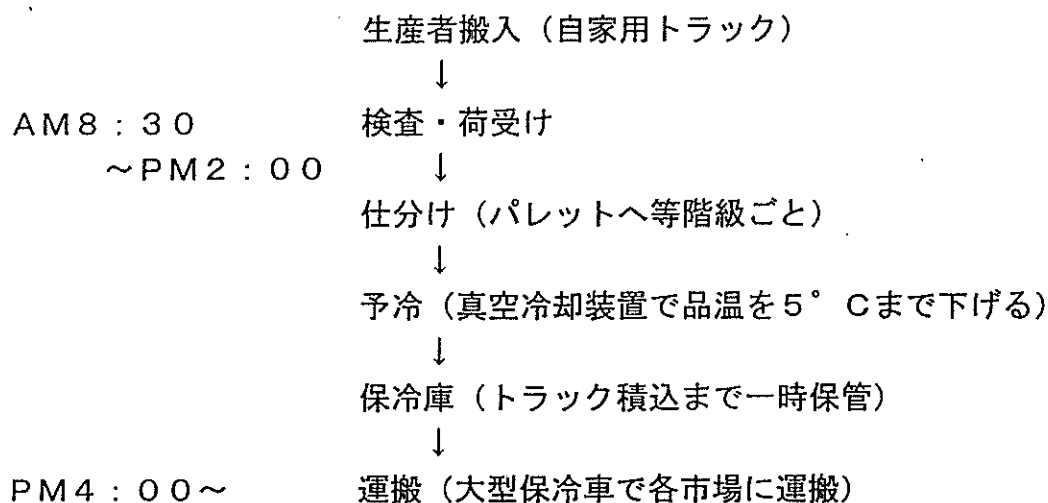 生産者搬入（自家用トラック）
↓
AM8：30　検査・荷受け
～PM2：00　↓
仕分け（パレットへ等階級ごと）
↓
予冷（真空冷却装置で品温を5°Cまで下げる）
↓
保冷庫（トラック積込まで一時保管）
↓
PM4：00～　運搬（大型保冷車で各市場に運搬）